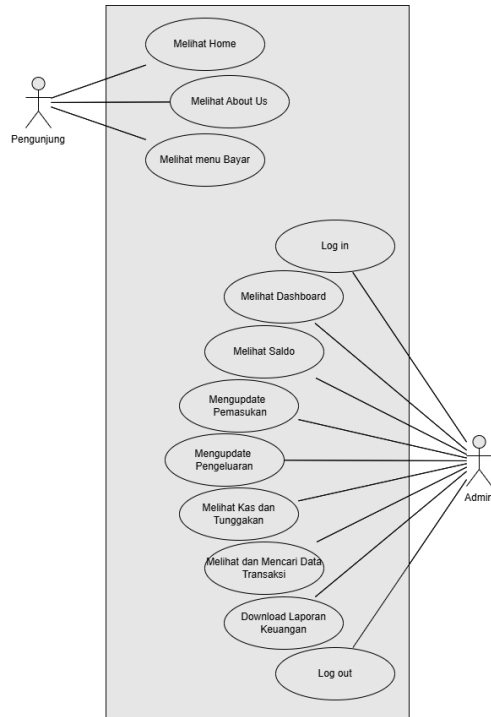 Melihat Home
Melihat About Us
Pengunjung
Melihat menu Bayar
Log in
Melihat Dashboard
Melihat Saldo
Mengupdate
Pemasukan
Mengupdate
Pengeluaran
Admin
Melihat Kas dan
Tunggakan
Melihat dan Mencari Data
Transaksi
Download Laporan
Keuangan
Log out